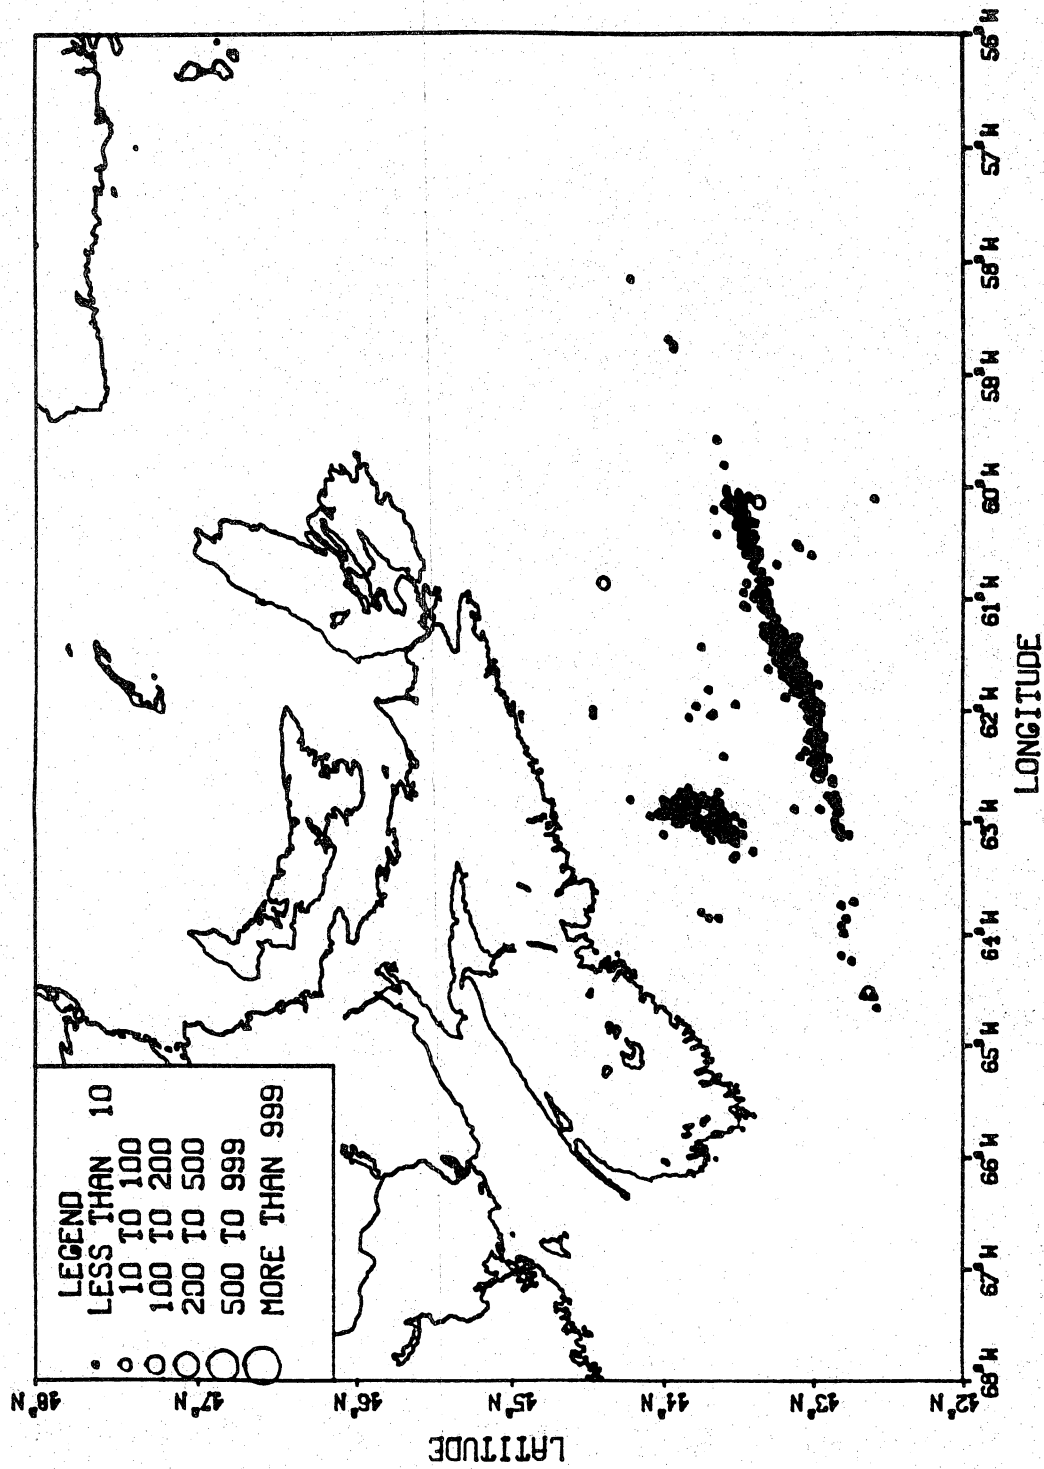 LEGEND
LESS THAN 10
10 TO 100
100 TO 200
200 TO 500
500 TO 999
MORE THAN 999
48°N
47°N
46°N
45°N
44°N
43°N
42°N
LATITUDE
68°W
67°W
66°W
65°W
64°W
63°W
62°W
61°W
60°W
59°W
58°W
57°W
56°W
LONGITUDE